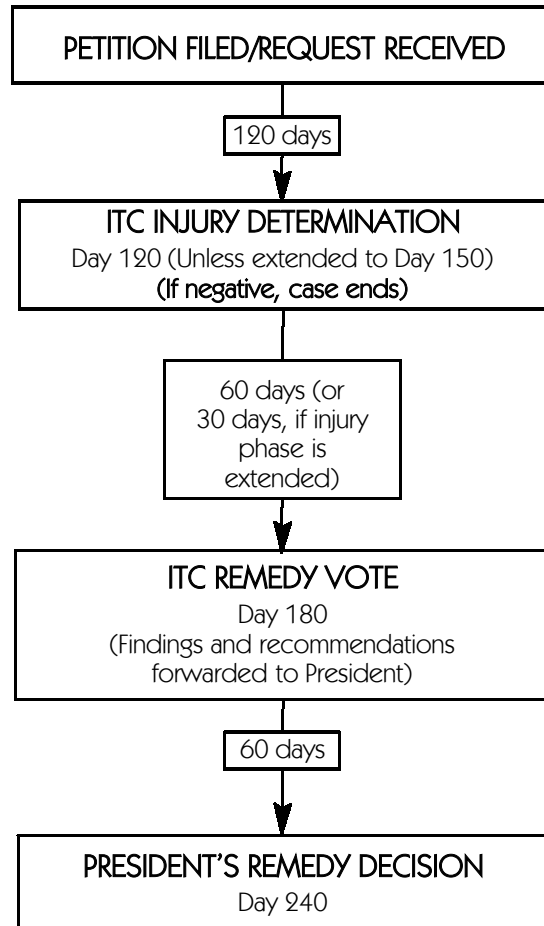 PETITION FILED/REQUEST RECEIVED
120 days
ITC INJURY DETERMINATION
Day 120 (Unless extended to Day 150)
(If negative, case ends)
60 days (or
30 days, if injury
phase is
extended)
ITC REMEDY VOTE
Day 180
(Findings and recommendations
forwarded to President)
60 days
PRESIDENT’S REMEDY DECISION
Day 240